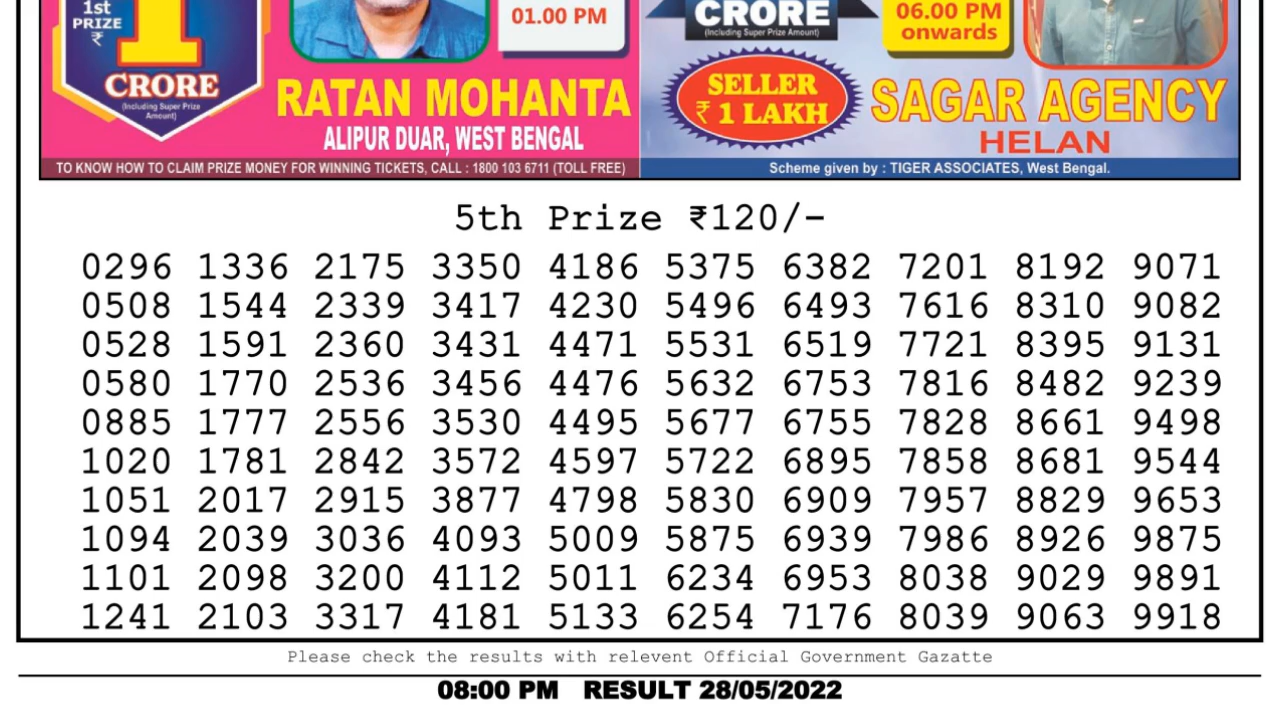 1st
PRIZE
₹
1
CRORE
(Including Super Prize
Amount)
01.00 PM
RATAN MOHANTA
ALIPUR DUAR, WEST BENGAL
TO KNOW HOW TO CLAIM PRIZE MONEY FOR WINNING TICKETS, CALL : 1800 103 6711 (TOLL FREE)
CRORE
(Including Super Prize Amount)
06.00 PM
onwards
SELLER
₹ 1 LAKH
SAGAR AGENCY
HELAN
Scheme given by : TIGER ASSOCIATES, West Bengal.
5th Prize ₹120/-
0296 1336 2175 3350 4186 5375 6382 7201 8192 9071
0508 1544 2339 3417 4230 5496 6493 7616 8310 9082
0528 1591 2360 3431 4471 5531 6519 7721 8395 9131
0580 1770 2536 3456 4476 5632 6753 7816 8482 9239
0885 1777 2556 3530 4495 5677 6755 7828 8661 9498
1020 1781 2842 3572 4597 5722 6895 7858 8681 9544
1051 2017 2915 3877 4798 5830 6909 7957 8829 9653
1094 2039 3036 4093 5009 5875 6939 7986 8926 9875
1101 2098 3200 4112 5011 6234 6953 8038 9029 9891
1241 2103 3317 4181 5133 6254 7176 8039 9063 9918
Please check the results with relevent Official Government Gazatte
08:00 PM RESULT 28/05/2022